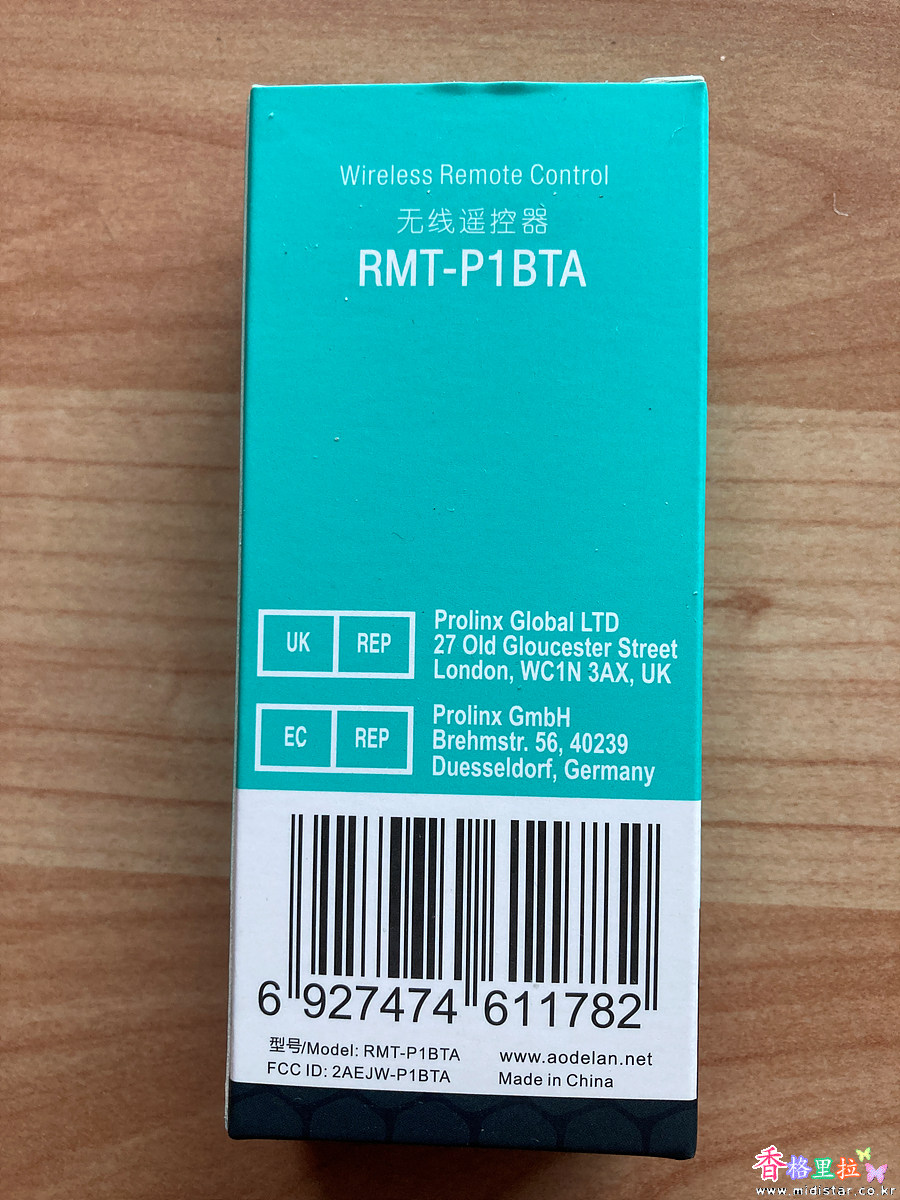 Wireless Remote Control
无线遥控器
RMT-P1BTA
UK REP
Prolinx Global LTD
27 Old Gloucester Street
London, WC1N 3AX, UK
EC REP
Prolinx GmbH
Brehmstr. 56, 40239
Duesseldorf, Germany
6 927474 611782
型号/Model: RMT-P1BTA
FCC ID: 2AEJW-P1BTA
www.aodelan.net
Made in China
香格里拉
www.midistar.co.kr